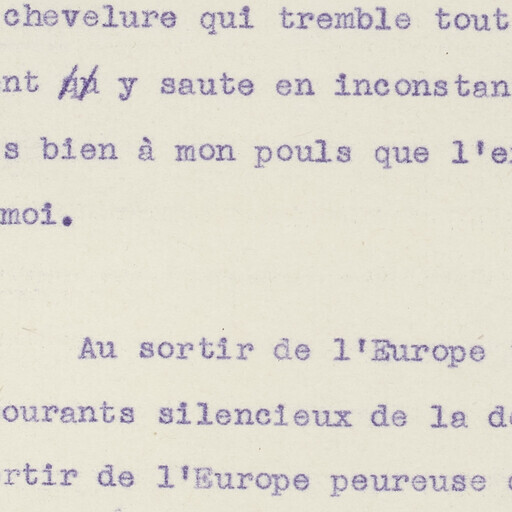 chevelure qui tremble tout
nt y saute en inconstan
s bien à mon pouls que l'e
moi.
Au sortir de l'Europe
ourants silencieux de la d
rtir de l'Europe peureuse